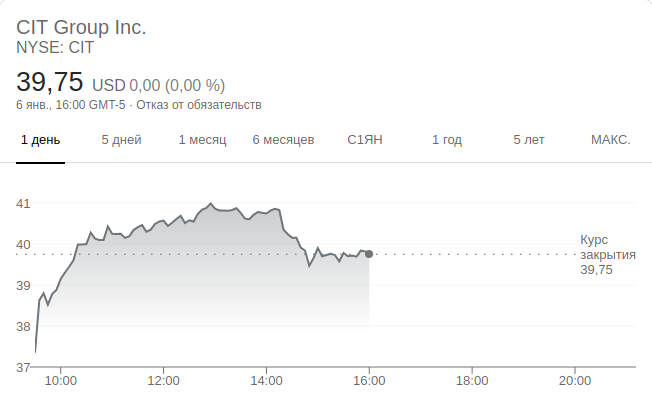 CIT Group Inc.
NYSE: CIT
39,75 USD 0,00 (0,00 %)
6 янв., 16:00 GMT-5 · Отказ от обязательств
1 день 5 дней 1 месяц 6 месяцев С1ЯН 1 год 5 лет МАКС.
41
40
39
38
37
Курс
закрытия
39,75
10:00 12:00 14:00 16:00 18:00 20:00